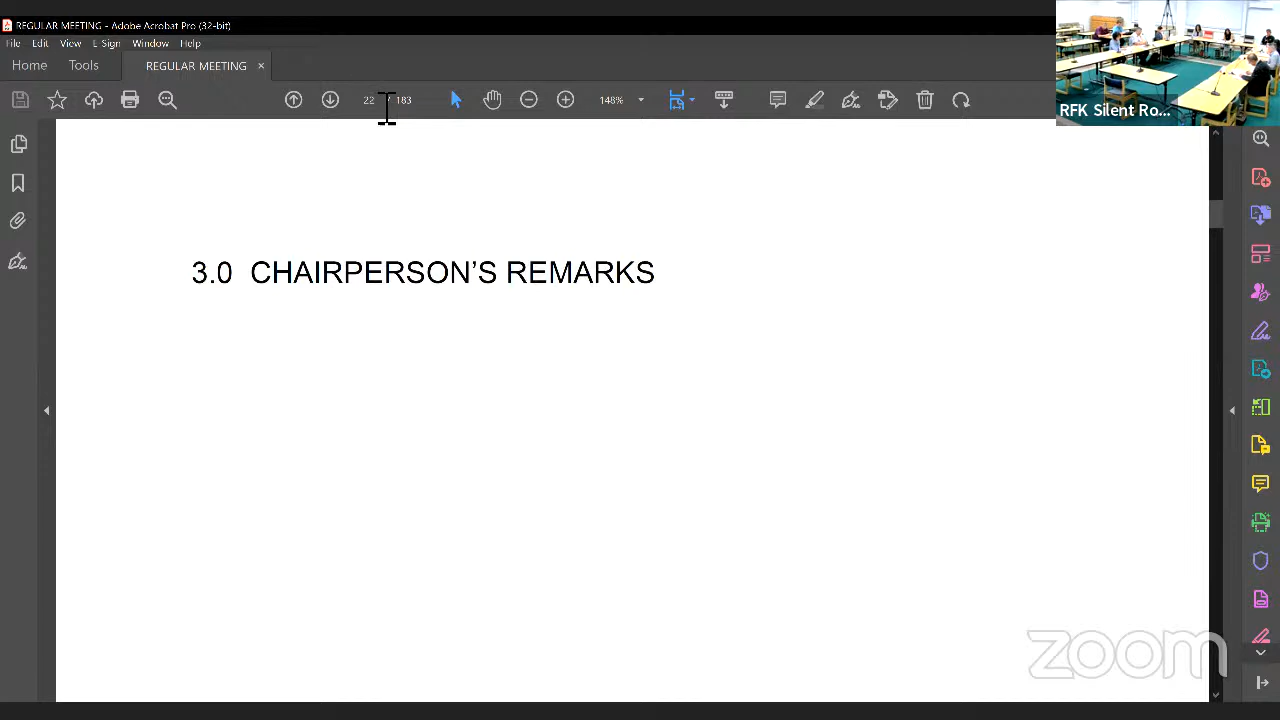 REGULAR MEETING - Adobe Acrobat Pro (32-bit)
File Edit View E-Sign Window Help
Home Tools REGULAR MEETING ×
22 / 183 148%
RFK Silent Ro...
3.0 CHAIRPERSON'S REMARKS
zoom